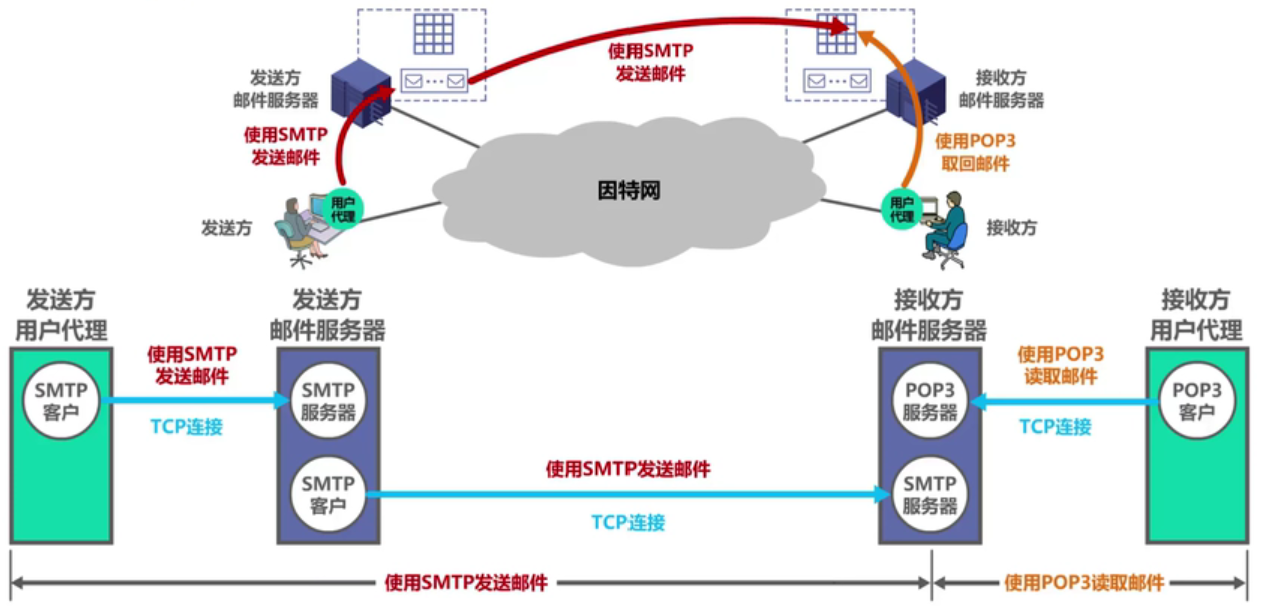 使用SMTP
发送邮件
发送方
邮件服务器
接收方
邮件服务器
使用SMTP
发送邮件
使用POP3
取回邮件
因特网
用户
代理
用户
代理
发送方
接收方
发送方
用户代理
发送方
邮件服务器
接收方
邮件服务器
接收方
用户代理
使用SMTP
发送邮件
使用POP3
读取邮件
SMTP
客户
SMTP
服务器
POP3
服务器
POP3
客户
TCP连接
TCP连接
使用SMTP发送邮件
SMTP
客户
SMTP
服务器
TCP连接
使用SMTP发送邮件
使用POP3读取邮件